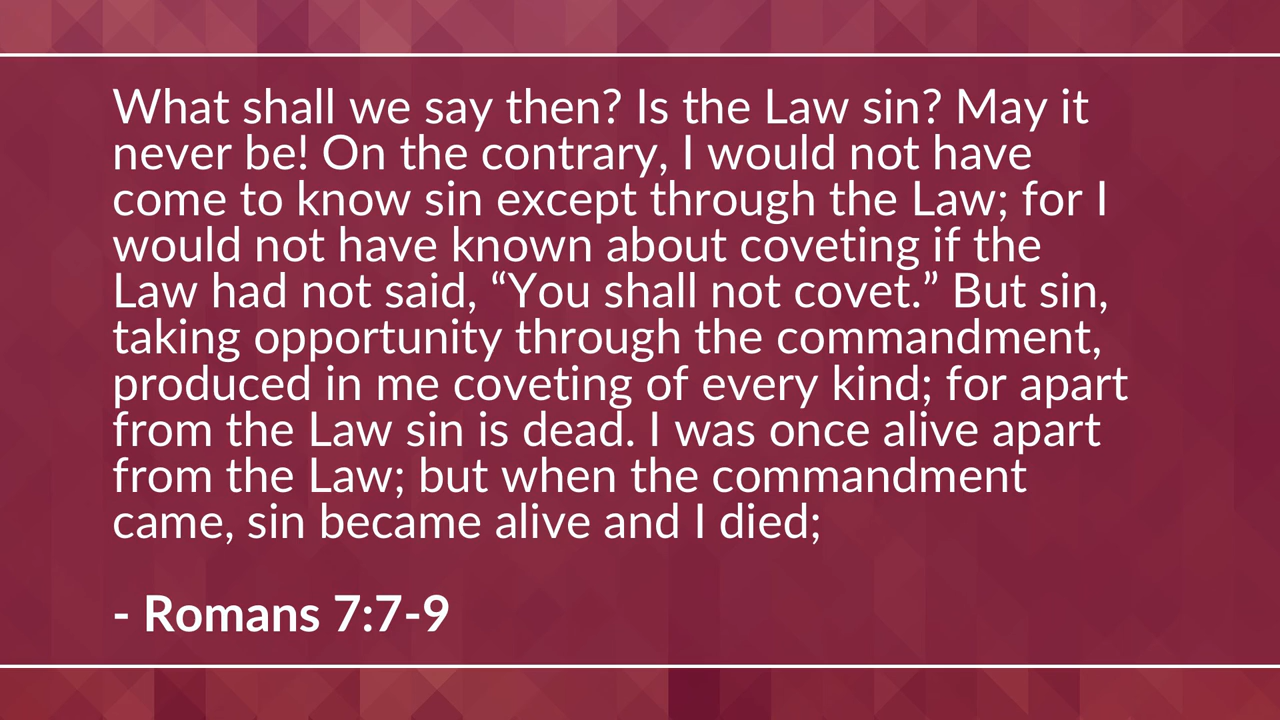 What shall we say then? Is the Law sin? May it
never be! On the contrary, I would not have
come to know sin except through the Law; for I
would not have known about coveting if the
Law had not said, “You shall not covet.” But sin,
taking opportunity through the commandment,
produced in me coveting of every kind; for apart
from the Law sin is dead. I was once alive apart
from the Law; but when the commandment
came, sin became alive and I died;
- Romans 7:7-9